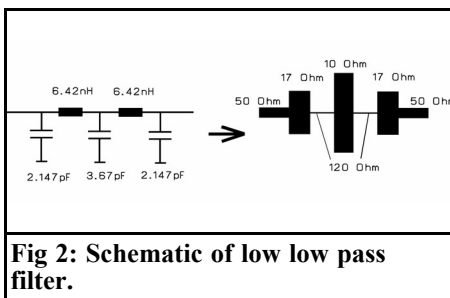 10 Ohm
6.42nH 6.42nH
17 Ohm 17 Ohm
50 Ohm 50 Ohm
120 Ohm
2.147pF 3.67pF 2.147pF
Fig 2: Schematic of low low pass
filter.